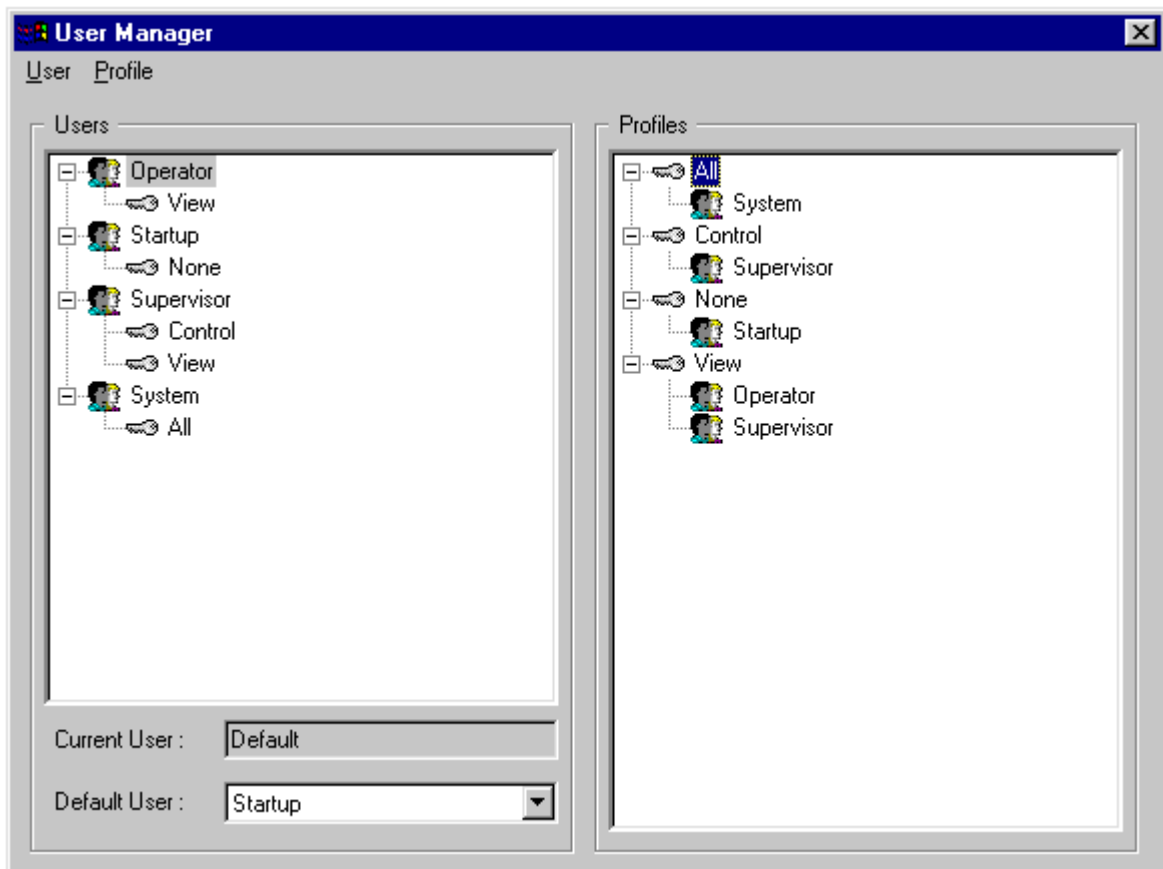 User Manager
User Profile
Users
Operator
View
Startup
None
Supervisor
Control
View
System
All
Current User :
Default
Default User :
Startup
Profiles
All
System
Control
Supervisor
None
Startup
View
Operator
Supervisor